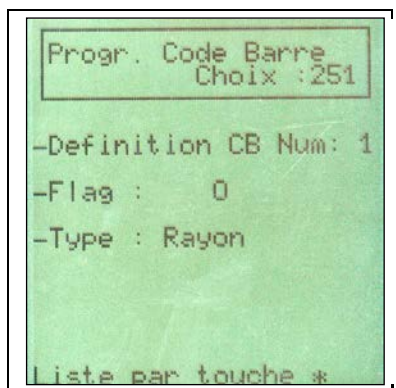 Progr. Code Barre
Choix :251
-Definition CB Num: 1
-Flag : 0
-Type : Rayon
Liste par touche *